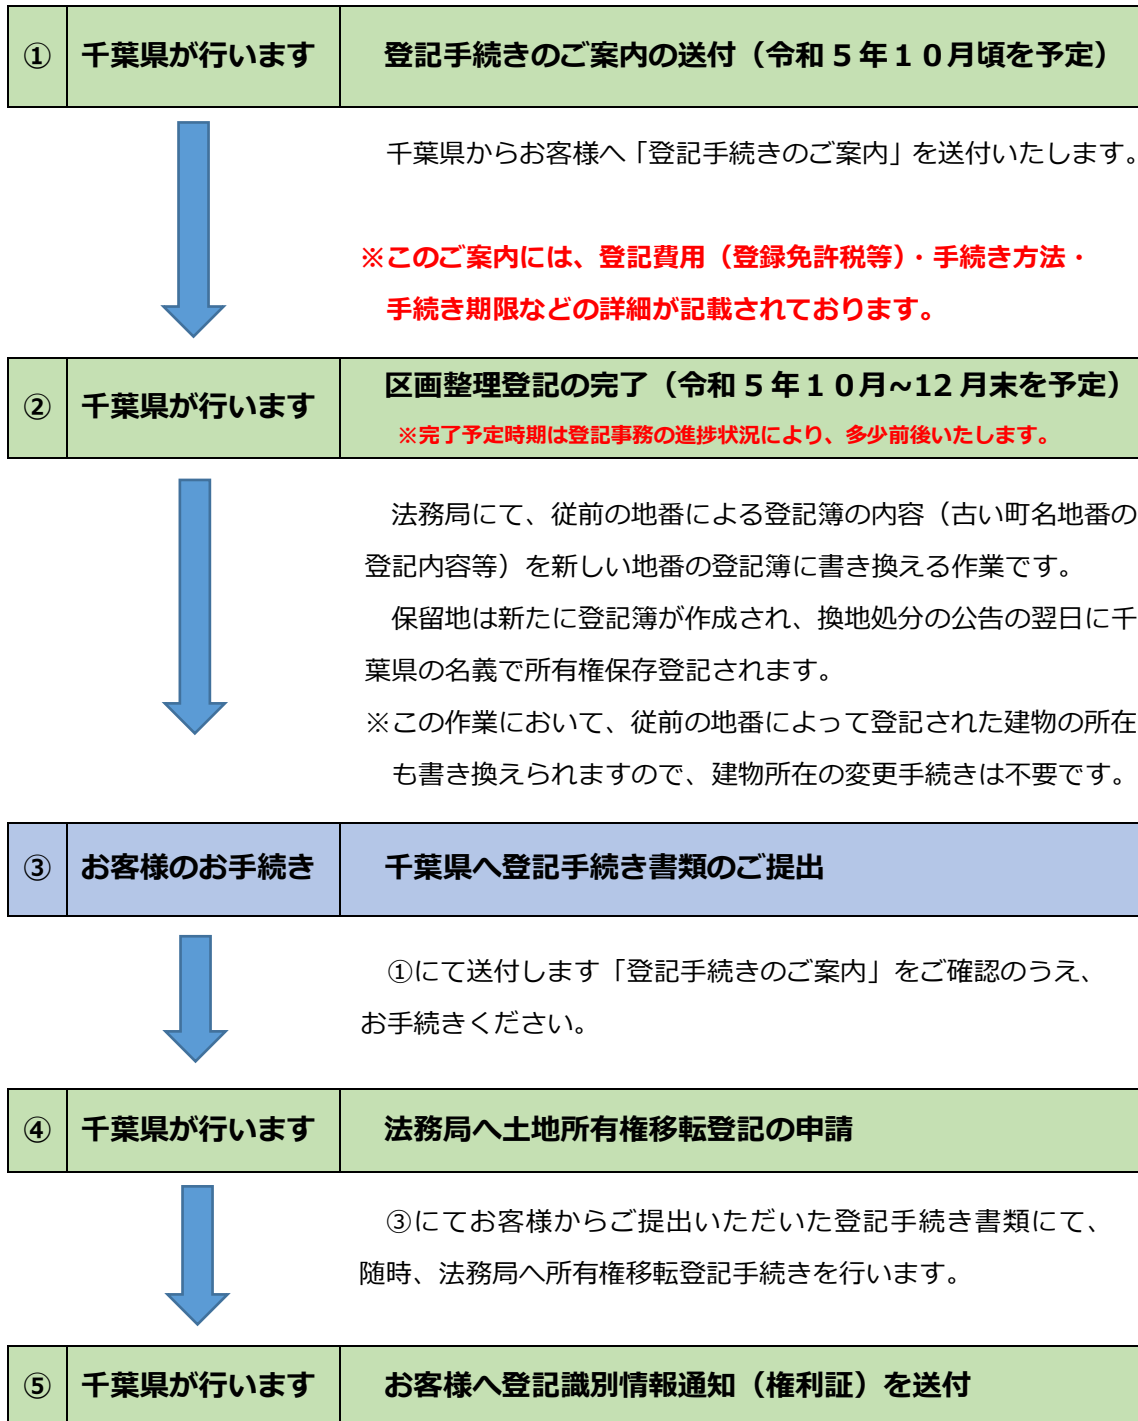 ① 千葉県が行います 登記手続きのご案内の送付（令和５年１０月頃を予定）
千葉県からお客様へ「登記手続きのご案内」を送付いたします。
※このご案内には、登記費用（登録免許税等）・手続き方法・
手続き期限などの詳細が記載されております。
② 千葉県が行います 区画整理登記の完了（令和５年１０月~12月末を予定）
※完了予定時期は登記事務の進捗状況により、多少前後いたします。
法務局にて、従前の地番による登記簿の内容（古い町名地番の
登記内容等）を新しい地番の登記簿に書き換える作業です。
保留地は新たに登記簿が作成され、換地処分の公告の翌日に千
葉県の名義で所有権保存登記されます。
※この作業において、従前の地番によって登記された建物の所在
も書き換えられますので、建物所在の変更手続きは不要です。
③ お客様のお手続き 千葉県へ登記手続き書類のご提出
①にて送付します「登記手続きのご案内」をご確認のうえ、
お手続きください。
④ 千葉県が行います 法務局へ土地所有権移転登記の申請
③にてお客様からご提出いただいた登記手続き書類にて、
随時、法務局へ所有権移転登記手続きを行います。
⑤ 千葉県が行います お客様へ登記識別情報通知（権利証）を送付